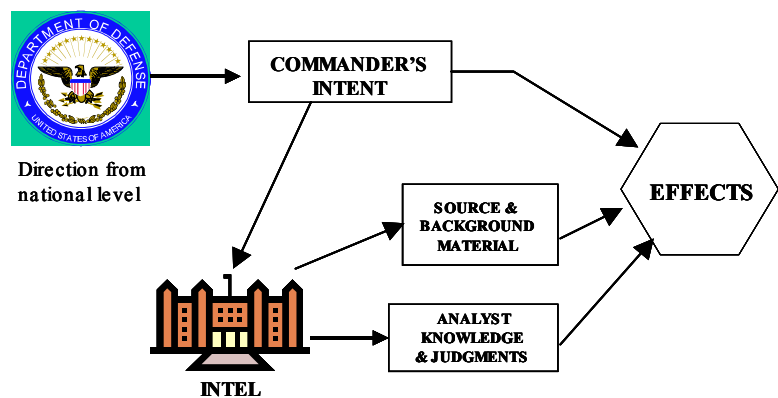 DEPARTMENT OF DEFENSE
UNITED STATES OF AMERICA
Direction from
national level
COMMANDER'S
INTENT
EFFECTS
SOURCE &
BACKGROUND
MATERIAL
ANALYST
KNOWLEDGE
& JUDGMENTS
INTEL